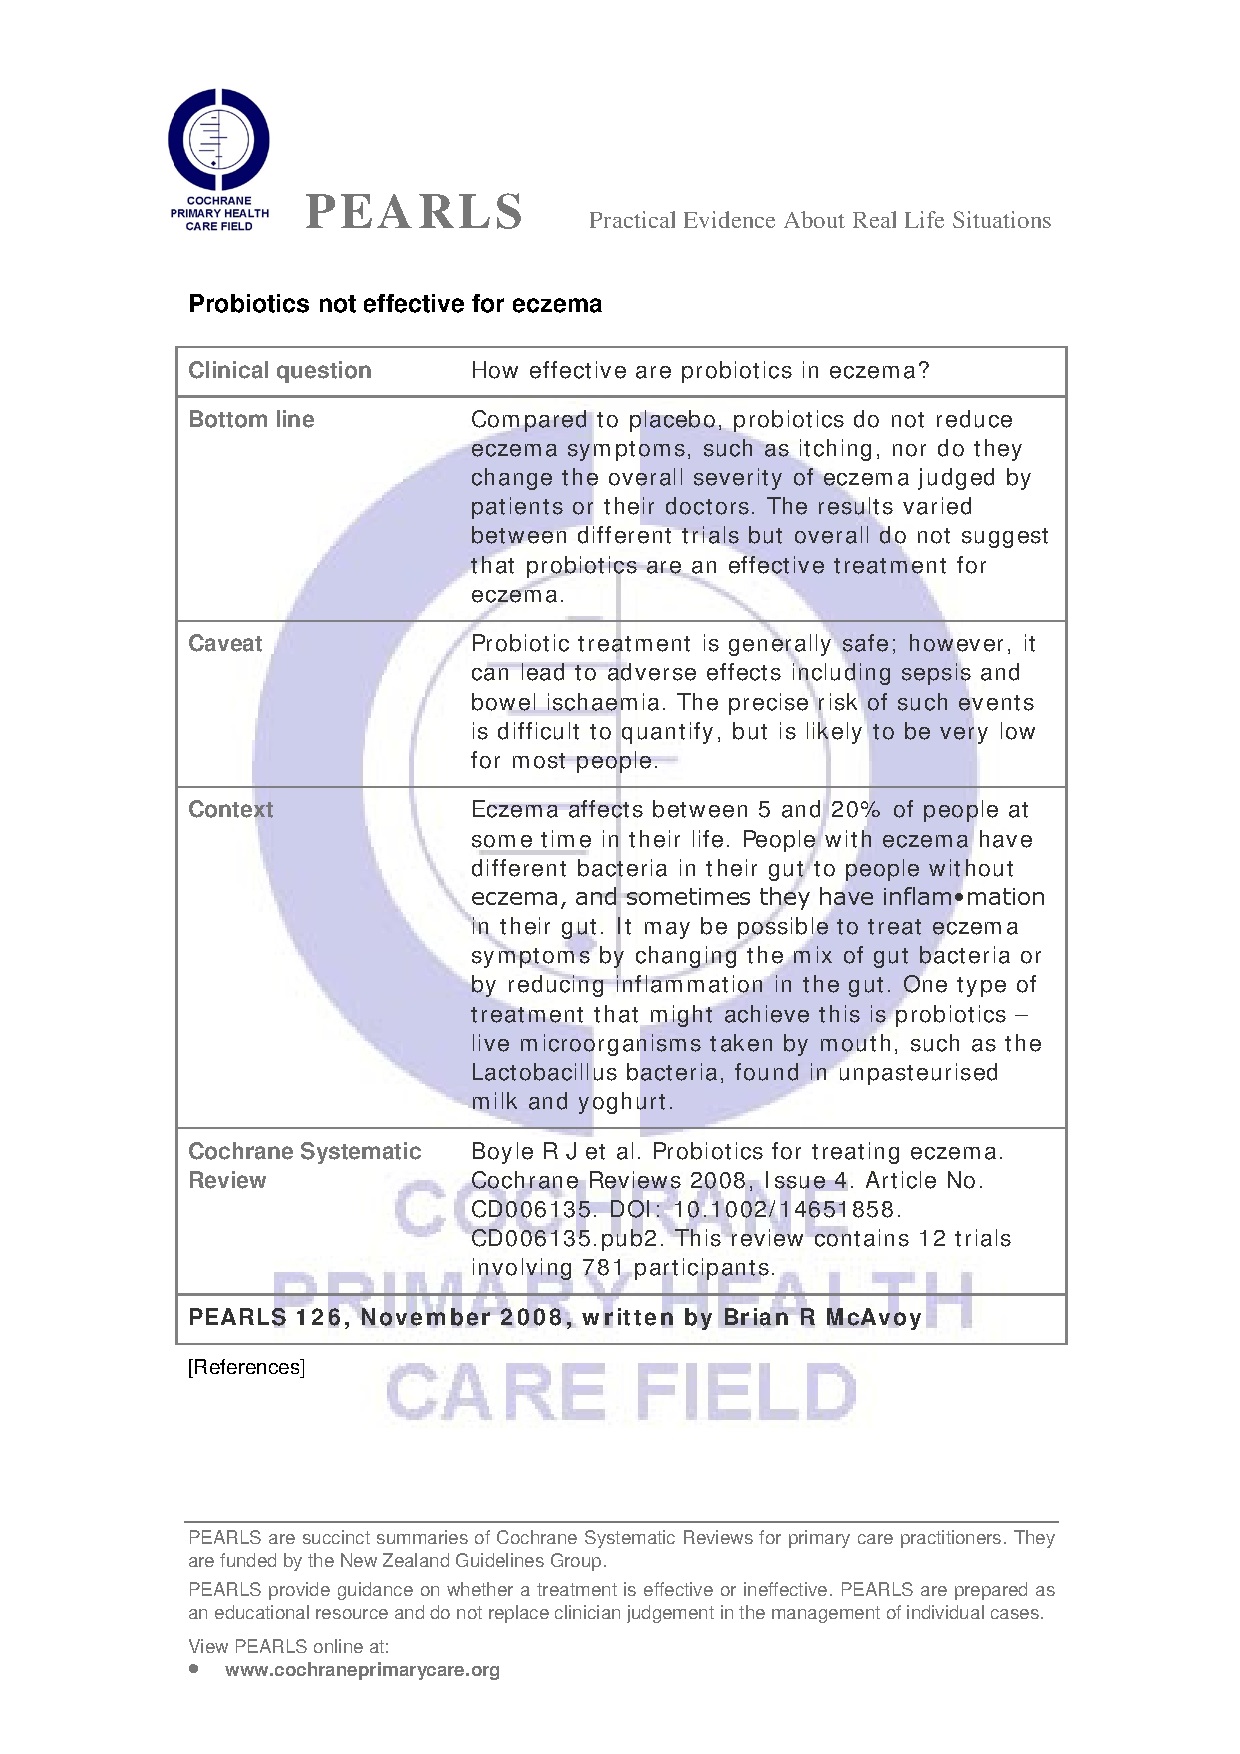 COCHRANE
PRIMARY HEALTH
CARE FIELD
PEARLS
Practical Evidence About Real Life Situations
Probiotics not effective for eczema
Clinical question
How effective are probiotics in eczema?
Bottom line
Compared to placebo, probiotics do not reduce
eczema symptoms, such as itching, nor do they
change the overall severity of eczema judged by
patients or their doctors. The results varied
between different trials but overall do not suggest
that probiotics are an effective treatment for
eczema.
Caveat
Probiotic treatment is generally safe; however, it
can lead to adverse effects including sepsis and
bowel ischaemia. The precise risk of such events
is difficult to quantify, but is likely to be very low
for most people.
Context
Eczema affects between 5 and 20% of people at
some time in their life. People with eczema have
different bacteria in their gut to people without
eczema, and sometimes they have inflam•mation
in their gut. It may be possible to treat eczema
symptoms by changing the mix of gut bacteria or
by reducing inflammation in the gut. One type of
treatment that might achieve this is probiotics –
live microorganisms taken by mouth, such as the
Lactobacillus bacteria, found in unpasteurised
milk and yoghurt.
Cochrane Systematic
Review
Boyle R J et al. Probiotics for treating eczema.
Cochrane Reviews 2008, Issue 4. Article No.
CD006135. DOI: 10.1002/14651858.
CD006135.pub2. This review contains 12 trials
involving 781 participants.
PEARLS 126, November 2008, written by Brian R McAvoy
[References]
COCHRANE
PRIMARY HEALTH
CARE FIELD
PEARLS are succinct summaries of Cochrane Systematic Reviews for primary care practitioners. They
are funded by the New Zealand Guidelines Group.
PEARLS provide guidance on whether a treatment is effective or ineffective. PEARLS are prepared as
an educational resource and do not replace clinician judgement in the management of individual cases.
View PEARLS online at:
• www.cochraneprimarycare.org